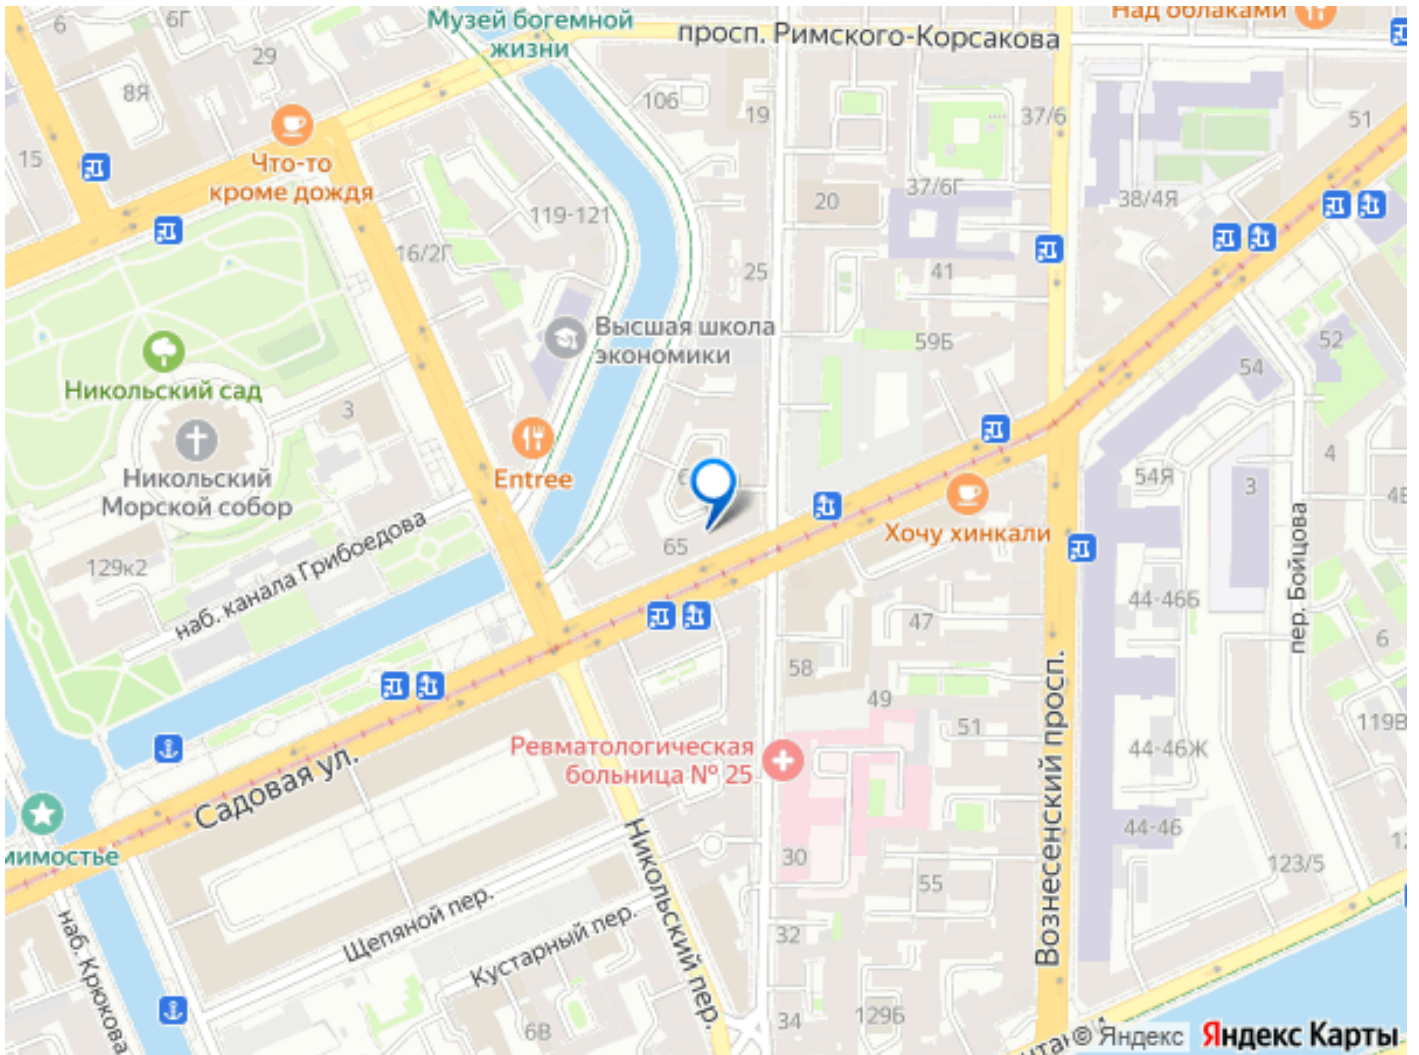 Музей богемной
жизни
просп. Римского-Корсакова
Над облаками
6
6Г
29
8Я
15
106
19
37/6
51
Что-то
кроме дождя
119-121
20
37/6Г
38/4Я
16/2Г
25
41
Высшая школа
экономики
59Б
52
54
Никольский сад
3
Никольский
Морской собор
Entree
54Я
3
4
Хочу хинкали
наб. канала Грибоедова
65
129к2
пер. Бойцова
44-46Б
47
6
58
49
51
119В
Вознесенский просп.
44-46Ж
Ревматологическая
больница № 25
Садовая ул.
44-46
мимостье
Никольский пер.
30
55
123/5
Щепяной пер.
Кустарный пер.
32
наб. Крюкова
6В
34
129Б
© Яндекс
Яндекс Карты